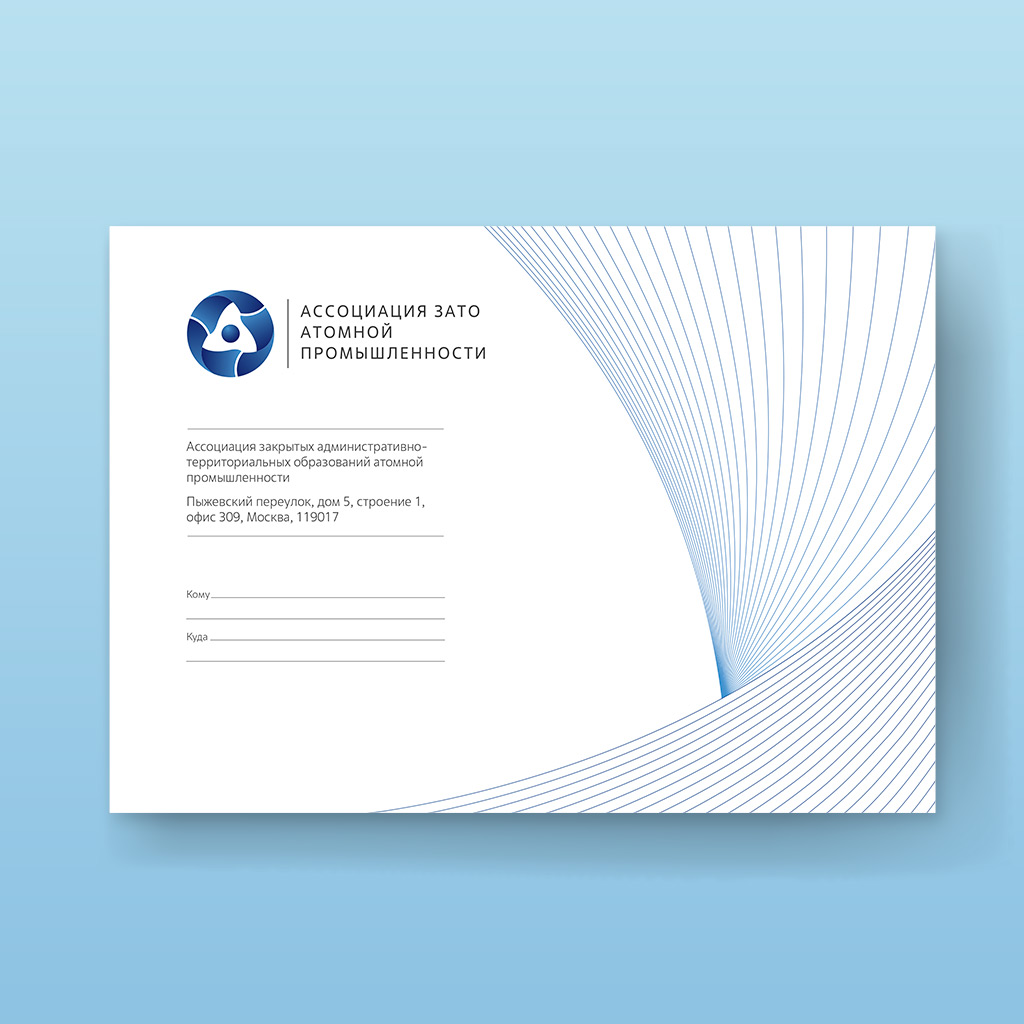 АССОЦИАЦИЯ ЗАТО
АТОМНОЙ
ПРОМЫШЛЕННОСТИ
Ассоциация закрытых административно-
территориальных образований атомной
промышленности
Пыжевский переулок, дом 5, строение 1,
офис 309, Москва, 119017
Кому
Куда